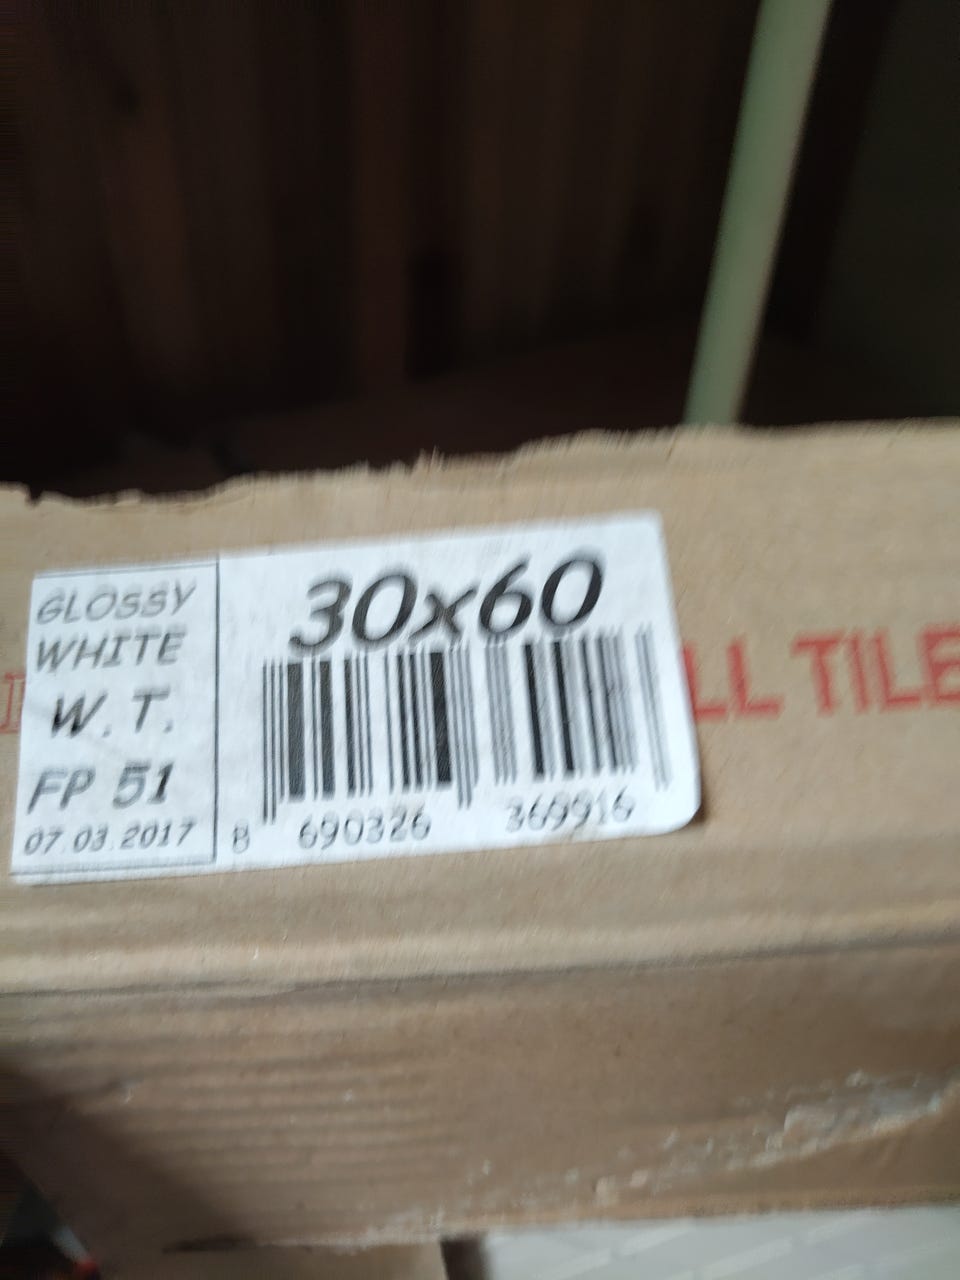 GLOSSY
WHITE
W. T.
FP 51
07.03.2017
30x60
8 690326 369916
LL TILE